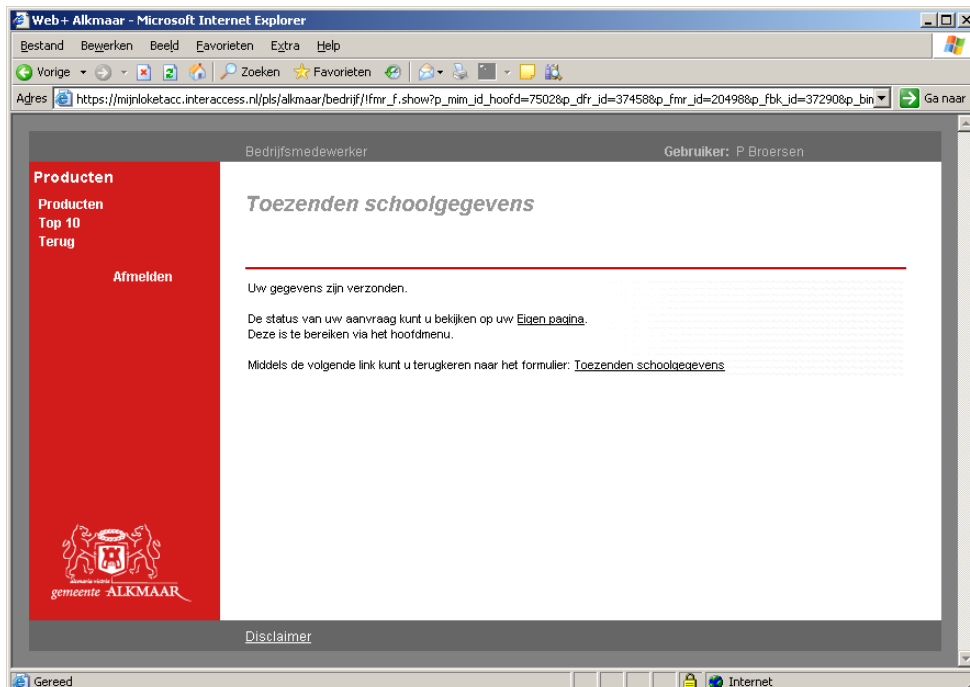 Web+ Alkmaar - Microsoft Internet Explorer
Bestand Bewerken Beeld Favorieten Extra Help
Vorige Zoeken Favorieten
Adres https://mijnloketacc.interaccess.nl/pls/alkmaar/bedrijf/!fmr_f.show?p_mim_id_hoofd=7502&p_dfr_id=37458&p_fmr_id=20498&p_fbk_id=37290&p_bin Ga naar
Bedrijfsmedewerker Gebruiker: P Broersen
Producten
Producten
Top 10
Terug
Afmelden
Toezenden schoolgegevens
Uw gegevens zijn verzonden.
De status van uw aanvraag kunt u bekijken op uw Eigen pagina.
Deze is te bereiken via het hoofdmenu.
Middels de volgende link kunt u terugkeren naar het formulier: Toezenden schoolgegevens
gemeente ALKMAAR
Disclaimer
Gereed Internet